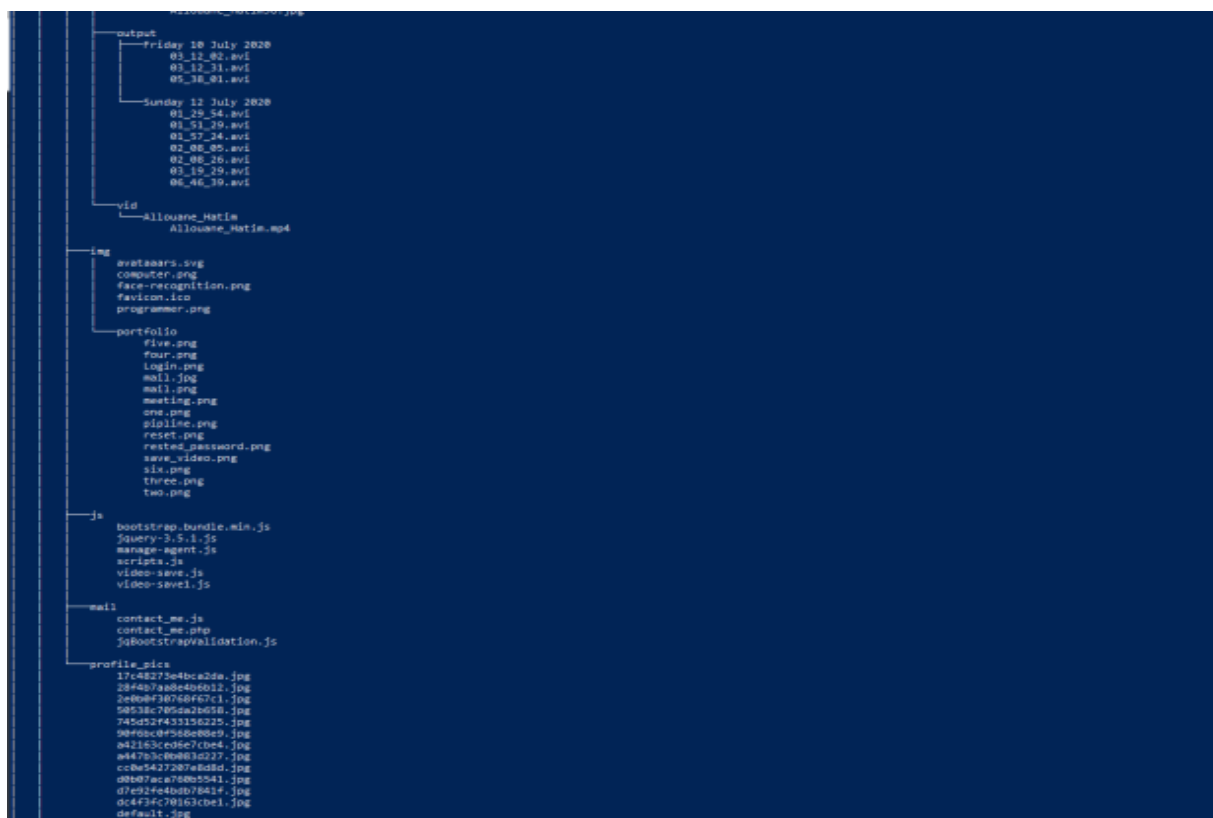 output
Friday 10 July 2020
03_12_02.avi
03_12_31.avi
05_38_01.avi
Sunday 12 July 2020
01_29_54.avi
01_51_29.avi
01_57_24.avi
02_08_05.avi
02_08_26.avi
03_19_29.avi
06_46_39.avi
vid
Allouane_Hatim
Allouane_Hatim.mp4
img
avataaars.svg
computer.png
face-recognition.png
favicon.ico
programmer.png
portfolio
five.png
four.png
Login.png
mail.jpg
mail.png
meeting.png
one.png
pipline.png
reset.png
rested_password.png
save_video.png
six.png
three.png
two.png
js
bootstrap.bundle.min.js
jquery-3.5.1.js
manage-agent.js
scripts.js
video-save.js
video-save1.js
mail
contact_me.js
contact_me.php
jqBootstrapValidation.js
profile_pics
17c48273e4bca2da.jpg
28f4b7aa8e4b6b12.jpg
2e0b0f30768f67c1.jpg
50538c705da2b658.jpg
745d52f433156225.jpg
90f6bc0f568e08e9.jpg
a42163ced6e7cbe4.jpg
a447b3c0b083d227.jpg
cc0e5427207e8d8d.jpg
d0b07aca760b5541.jpg
d7e92fe4bdb7841f.jpg
dc4f3fc70163cbe1.jpg
default.jpg